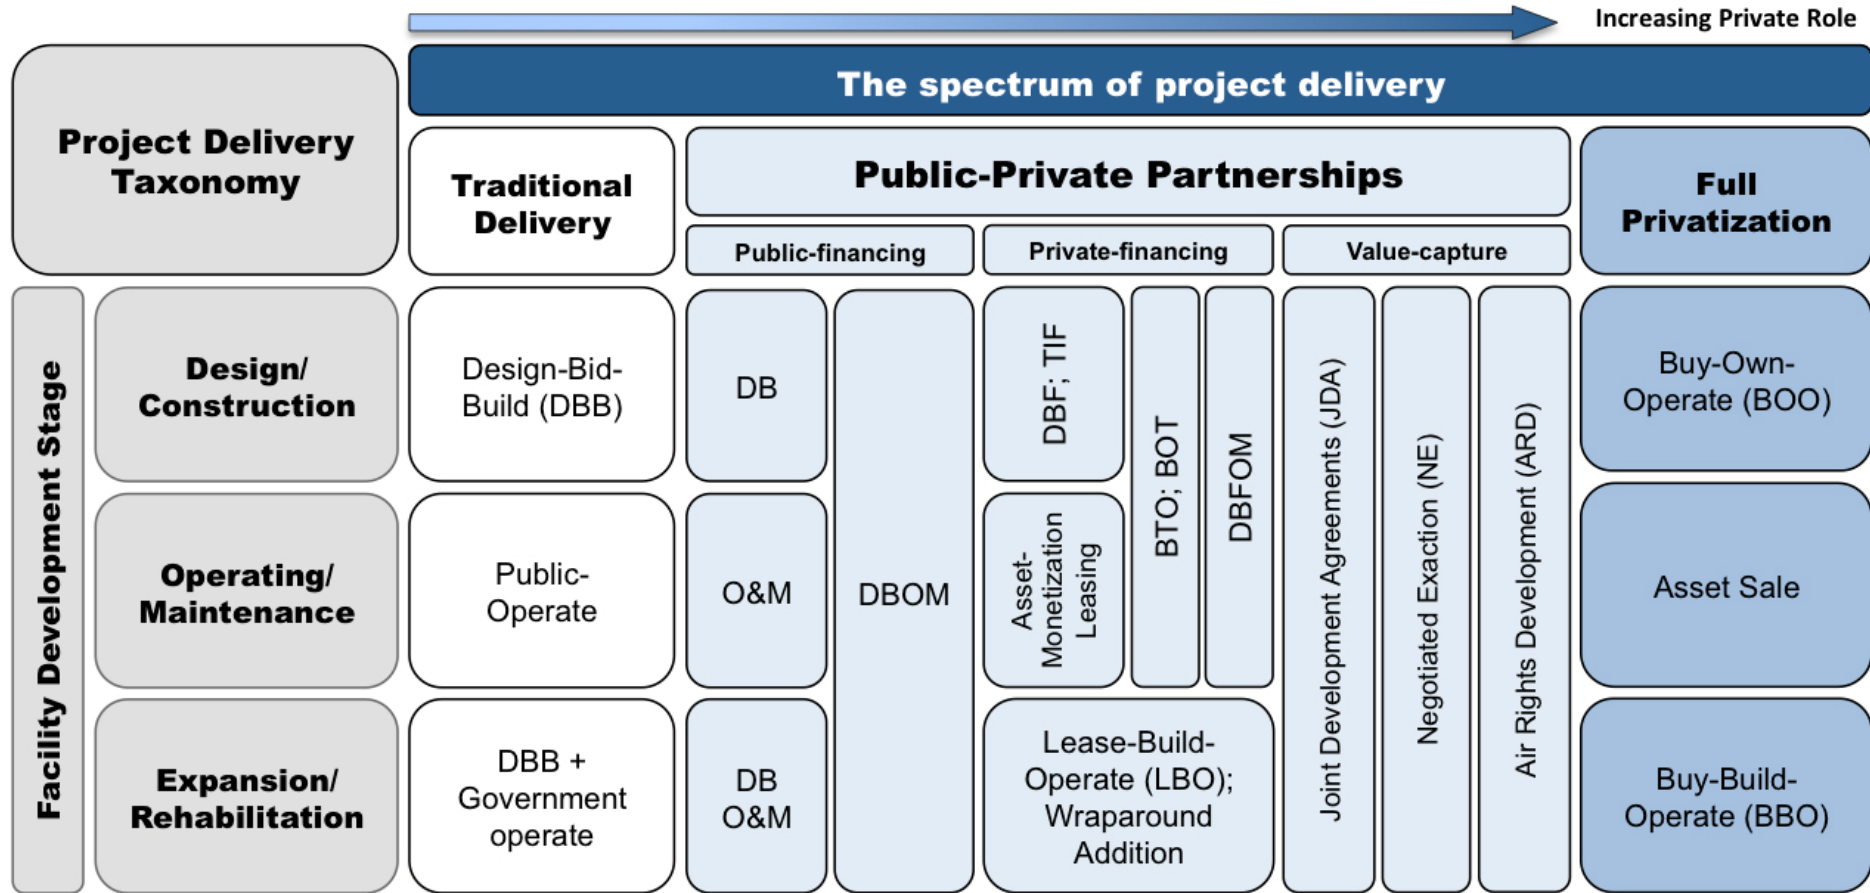 Increasing Private Role
The spectrum of project delivery
Project Delivery
Taxonomy
Traditional
Delivery
Public-Private Partnerships
Full
Privatization
Public-financing
Private-financing
Value-capture
Facility Development Stage
Design/
Construction
Design-Bid-
Build (DBB)
DB
DBF; TIF
BTO; BOT
DBFOM
Joint Development Agreements (JDA)
Negotiated Exaction (NE)
Air Rights Development (ARD)
Buy-Own-
Operate (BOO)
Operating/
Maintenance
Public-
Operate
O&M
DBOM
Asset-
Monetization
Leasing
Asset Sale
Expansion/
Rehabilitation
DBB +
Government
operate
DB
O&M
Lease-Build-
Operate (LBO);
Wraparound
Addition
Buy-Build-
Operate (BBO)